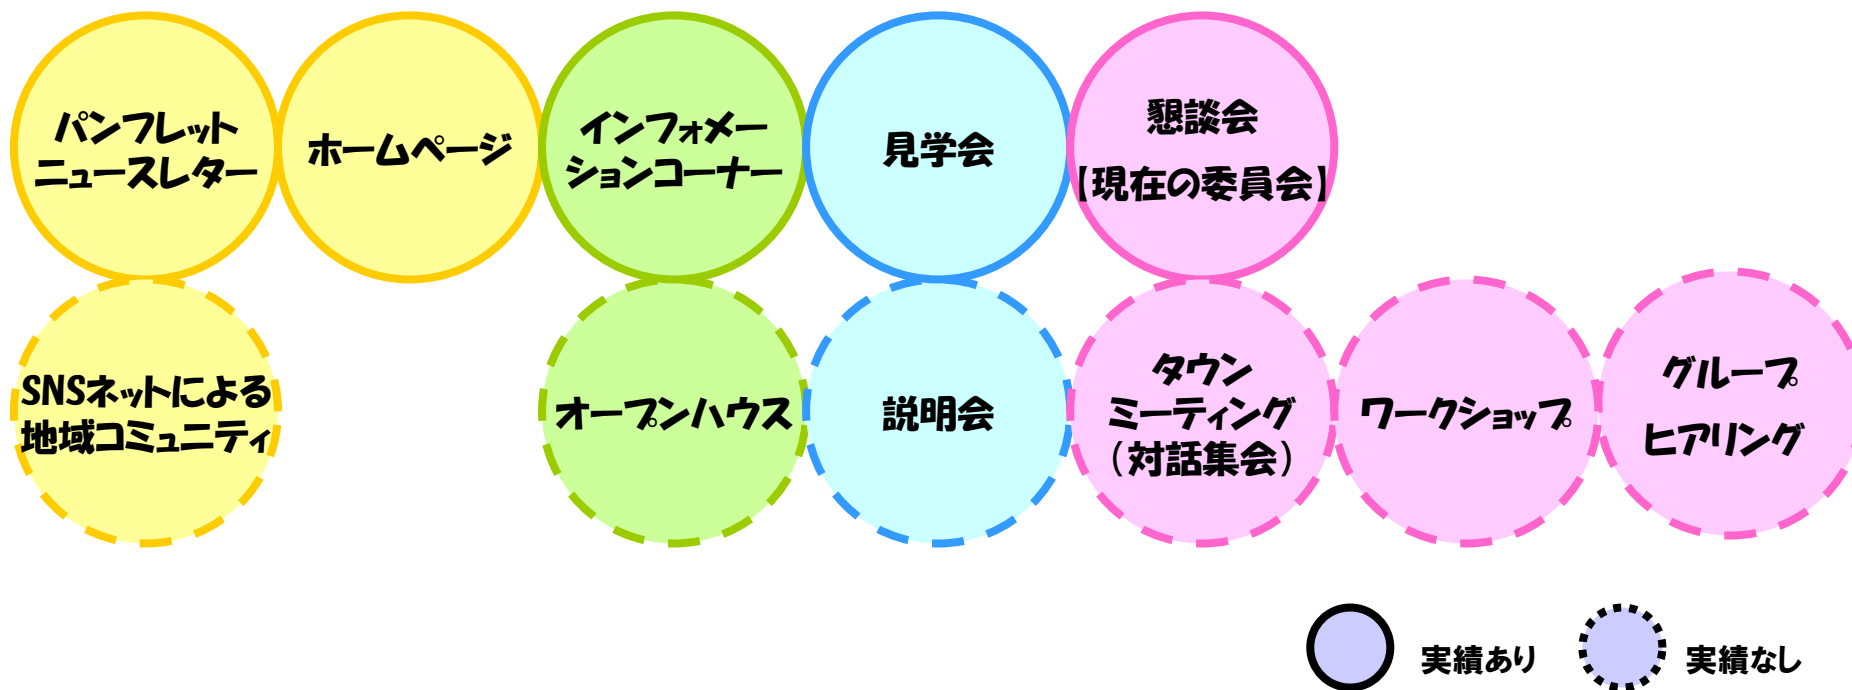 パンフレット
ニュースレター
ホームページ
インフォメー
ションコーナー
見学会
懇談会
【現在の委員会】
SNSネットによる
地域コミュニティ
オープンハウス
説明会
タウン
ミーティング
（対話集会）
ワークショップ
グループ
ヒアリング
実績あり
実績なし